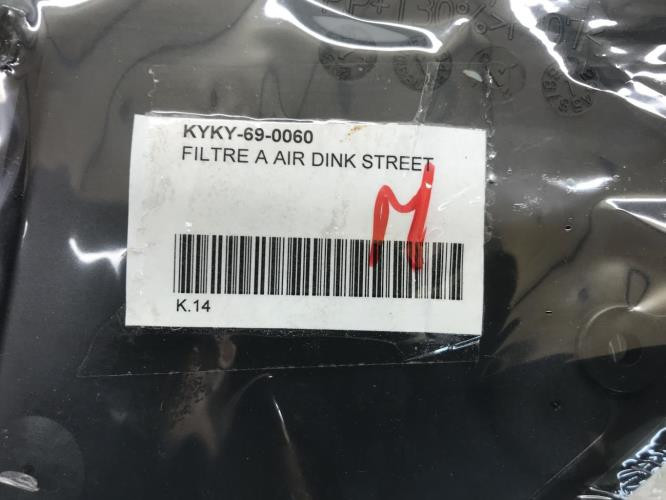 KYKY-69-0060
FILTRE A AIR DINK STREET
M
K.14